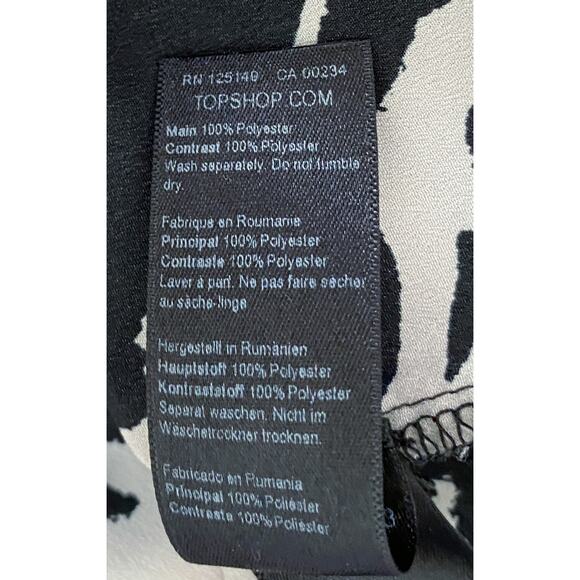 RN 125149 CA 00234
TOPSHOP.COM
Main 100% Polyester
Contrast 100% Polyester
Wash separately. Do not tumble
dry.
Fabrique en Roumanie
Principal 100% Polyester
Contraste 100% Polyester
Laver à part. Ne pas faire sécher
au sèche-linge
Hergestellt in Rumänien
Hauptstoff 100% Polyester
Kontraststoff 100% Polyester
Separat waschen. Nicht im
Wäschetrockner trocknen.
Fabricado en Rumania
Principal 100% Poliéster
Contraste 100% Poliéster